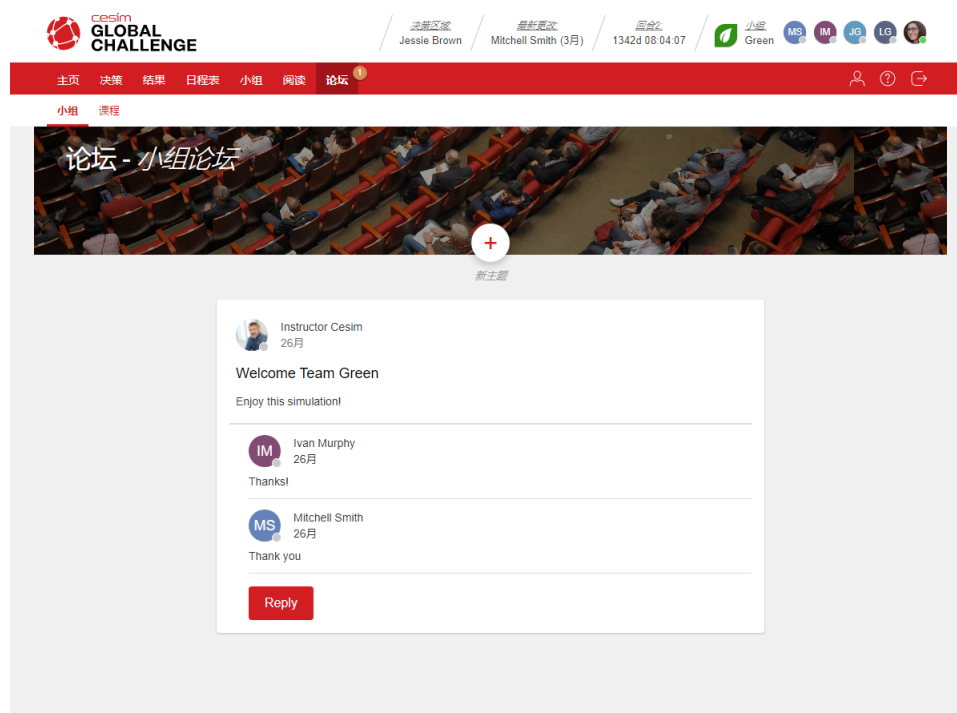 cesim
GLOBAL
CHALLENGE
决策区域:
Jessie Brown
最新更改:
Mitchell Smith (3月)
回合2:
1342d 08:04:07
小组:
Green
MS
IM
JG
LG
主页
决策
结果
日程表
小组
阅读
论坛
1
小组
课程
论坛 - 小组论坛
新主题
Instructor Cesim
26月
Welcome Team Green
Enjoy this simulation!
IM
Ivan Murphy
26月
Thanks!
MS
Mitchell Smith
26月
Thank you
Reply